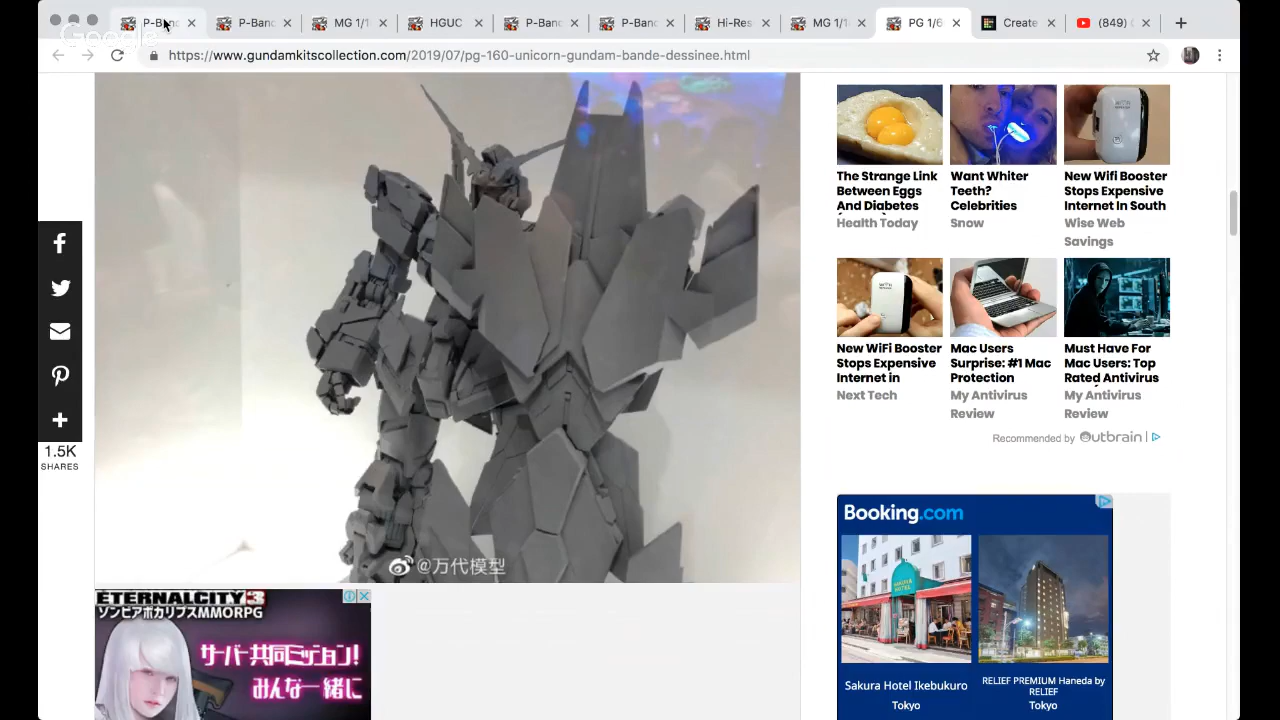 P-Banc
P-Banc
MG 1/1
HGUC
P-Banc
P-Banc
Hi-Res
MG 1/1
PG 1/6
Create
(849)
Google
https://www.gundamkitscollection.com/2019/07/pg-160-unicorn-gundam-bande-dessinee.html
1.5K
SHARES
@万代模型
ETERNALCITY3
ゾンビアポカリプスMMORPG
サーバー共同ミッション!
みんな一緒に
The Strange Link
Between Eggs
And Diabetes
Health Today
Want Whiter
Teeth?
Celebrities
Snow
New Wifi Booster
Stops Expensive
Internet In South
Wise Web
Savings
New WiFi Booster
Stops Expensive
Internet in
Next Tech
Mac Users
Surprise: #1 Mac
Protection
My Antivirus
Review
Must Have For
Mac Users: Top
Rated Antivirus
My Antivirus
Review
Recommended by Outbrain
Booking.com
Sakura Hotel Ikebukuro
Tokyo
RELIEF PREMIUM Haneda by
RELIEF
Tokyo